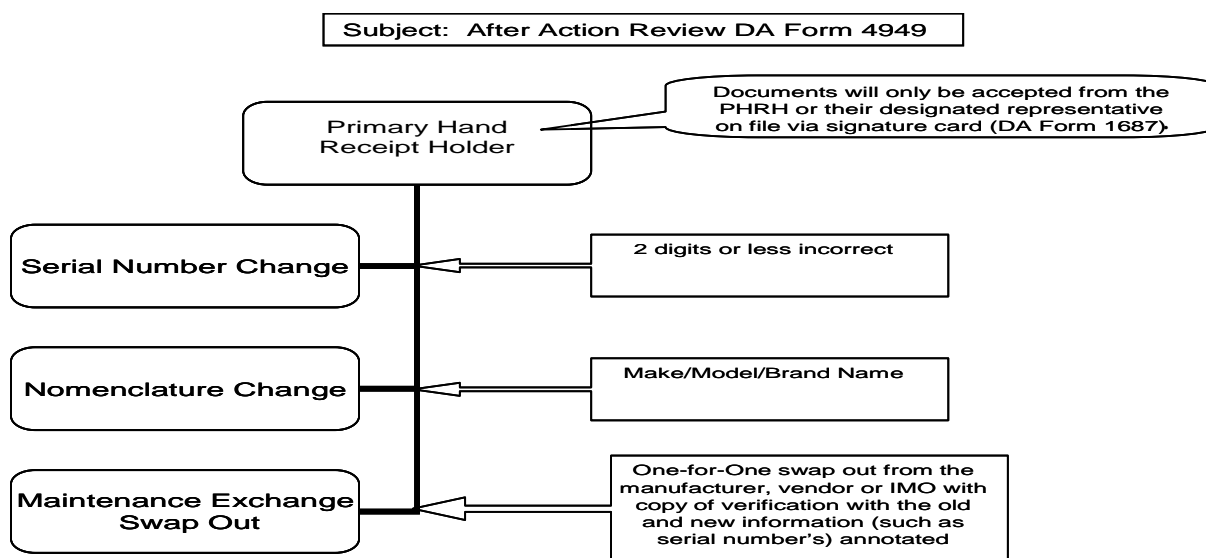 Subject: After Action Review DA Form 4949
Documents will only be accepted from the
PHRH or their designated representative
on file via signature card (DA Form 1687).
Primary Hand
Receipt Holder
Serial Number Change
2 digits or less incorrect
Nomenclature Change
Make/Model/Brand Name
Maintenance Exchange
Swap Out
One-for-One swap out from the
manufacturer, vendor or IMO with
copy of verification with the old
and new information (such as
serial number's) annotated